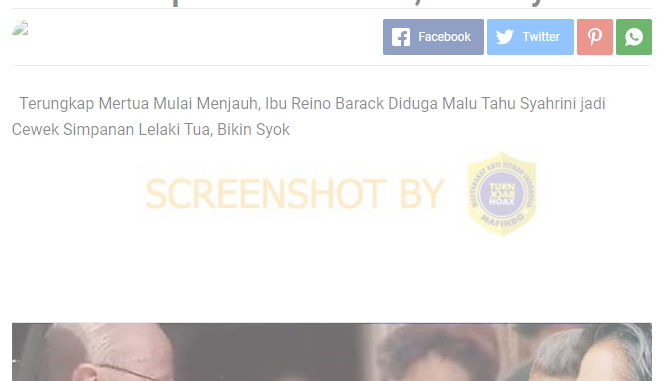 Facebook
Twitter
Terungkap Mertua Mulai Menjauh, Ibu Reino Barack Diduga Malu Tahu Syahrini jadi
Cewek Simpanan Lelaki Tua, Bikin Syok
SCREENSHOT BY
MASYARAKAT ANTI FITNAH INDONESIA
TURN
BACK
HOAX
MAFINDO